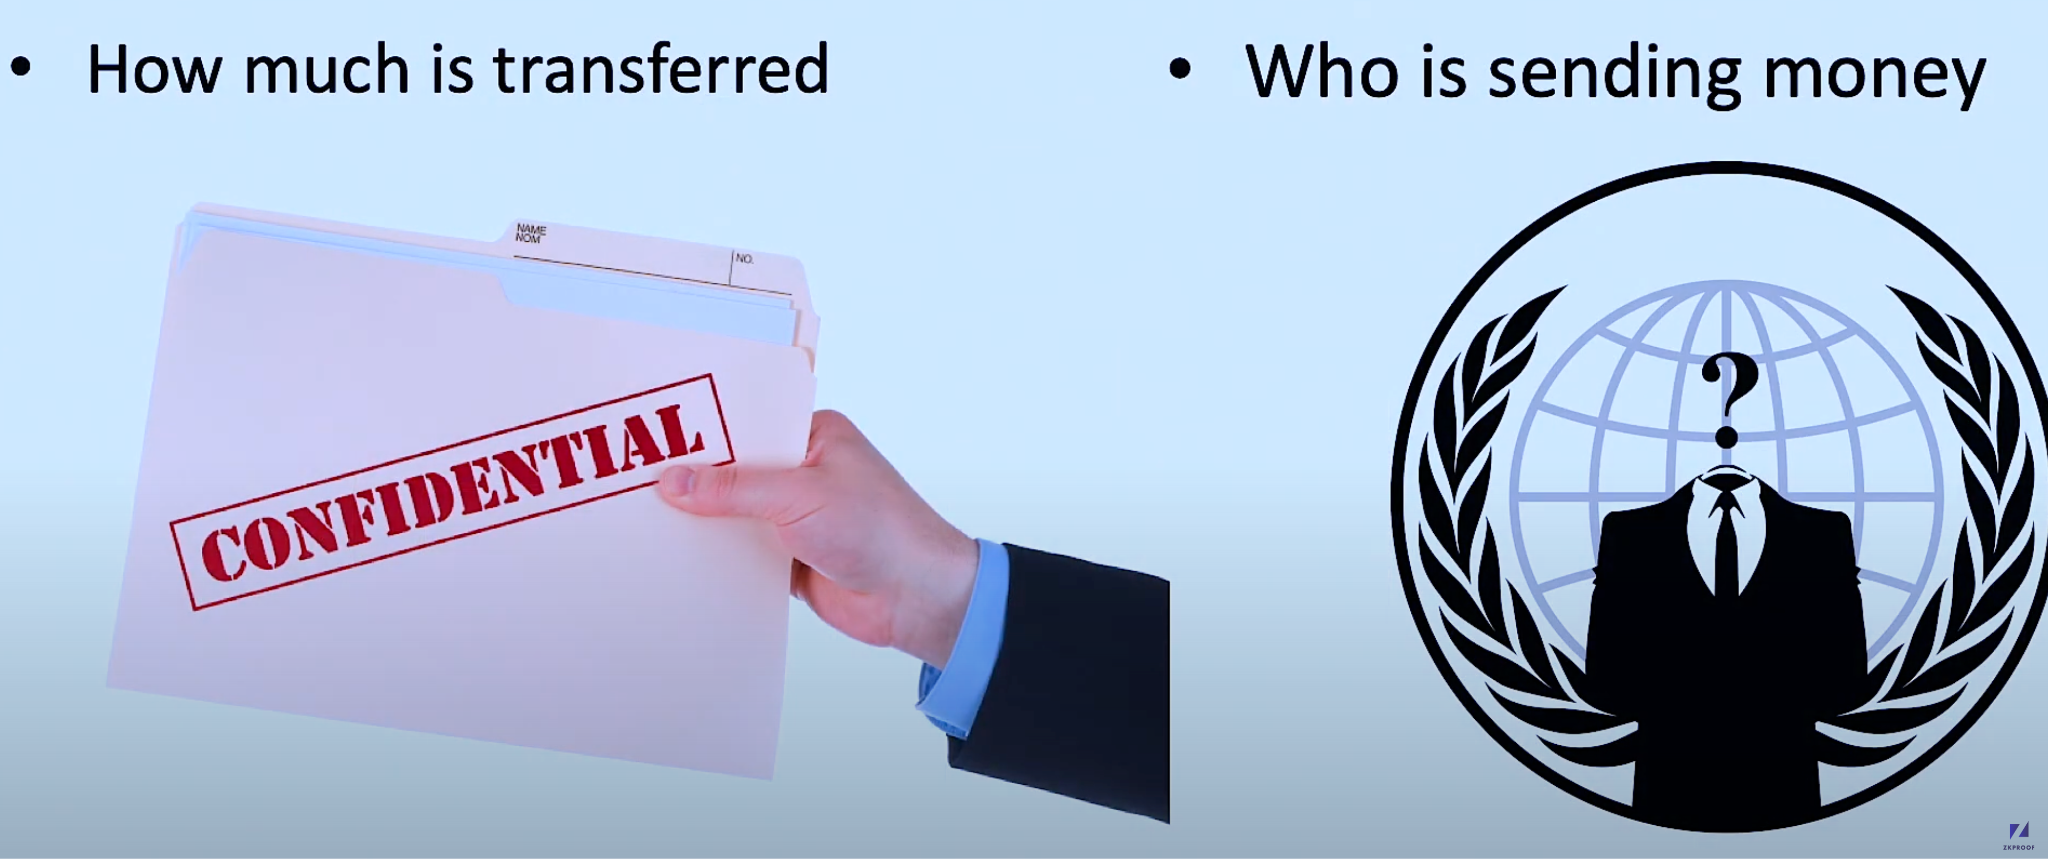 • How much is transferred
• Who is sending money
NAME
NOM
NO.
CONFIDENTIAL
?
ZKPROOF